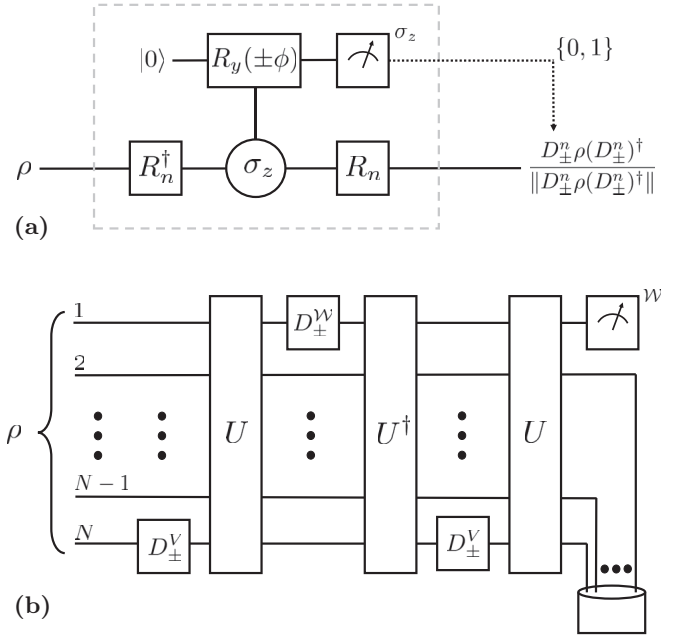 σ_z
|0⟩ R_y(±ϕ) {0, 1}
ρ R_n^† σ_z R_n D_±^n ρ(D_±^n)^† / ‖D_±^n ρ(D_±^n)^†‖
(a)
𝒲
1 D_±^𝒲
2
ρ U U^† U
N − 1
N D_±^V D_±^V
(b)